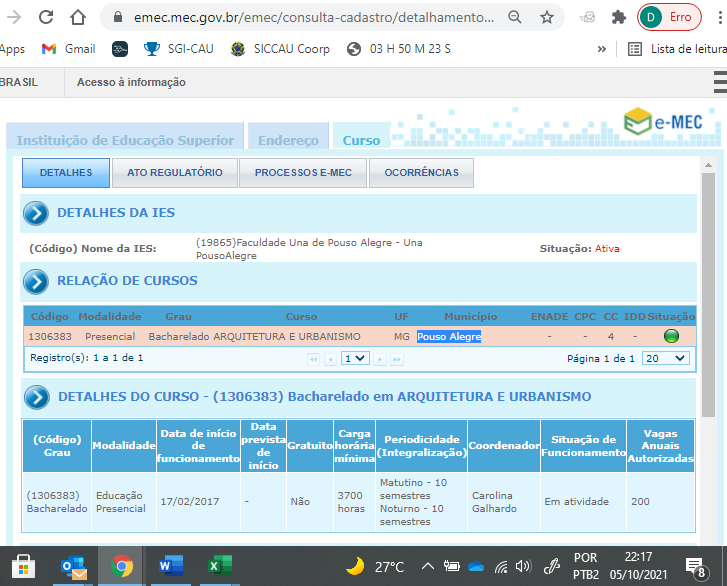 emec.mec.gov.br/emec/consulta-cadastro/detalhamento...
D Erro
Apps Gmail SGI-CAU SICCAU Coorp 03 H 50 M 23 S » Lista de leitura
BRASIL Acesso à informação
e-MEC
Instituição de Educação Superior Endereço Curso
DETALHES ATO REGULATÓRIO PROCESSOS E-MEC OCORRÊNCIAS
DETALHES DA IES
(Código) Nome da IES: (19865)Faculdade Una de Pouso Alegre - Una
PousoAlegre
Situação: Ativa
RELAÇÃO DE CURSOS
Código Modalidade Grau Curso UF Município ENADE CPC CC IDD Situação
1306383 Presencial Bacharelado ARQUITETURA E URBANISMO MG Pouso Alegre - - 4 -
Registro(s): 1 a 1 de 1 1 Página 1 de 1 20
DETALHES DO CURSO - (1306383) Bacharelado em ARQUITETURA E URBANISMO
(Código)
Grau
Modalidade
Data de início
de
funcionamento
Data
prevista
de
início
Gratuito
Carga
horária
mínima
Periodicidade
(Integralização)
Coordenador
Situação de
Funcionamento
Vagas
Anuais
Autorizadas
(1306383)
Bacharelado
Educação
Presencial
17/02/2017
-
Não
3700
horas
Matutino - 10
semestres
Noturno - 10
semestres
Carolina
Galhardo
Em atividade
200
27°C
POR
PTB2
22:17
05/10/2021
8